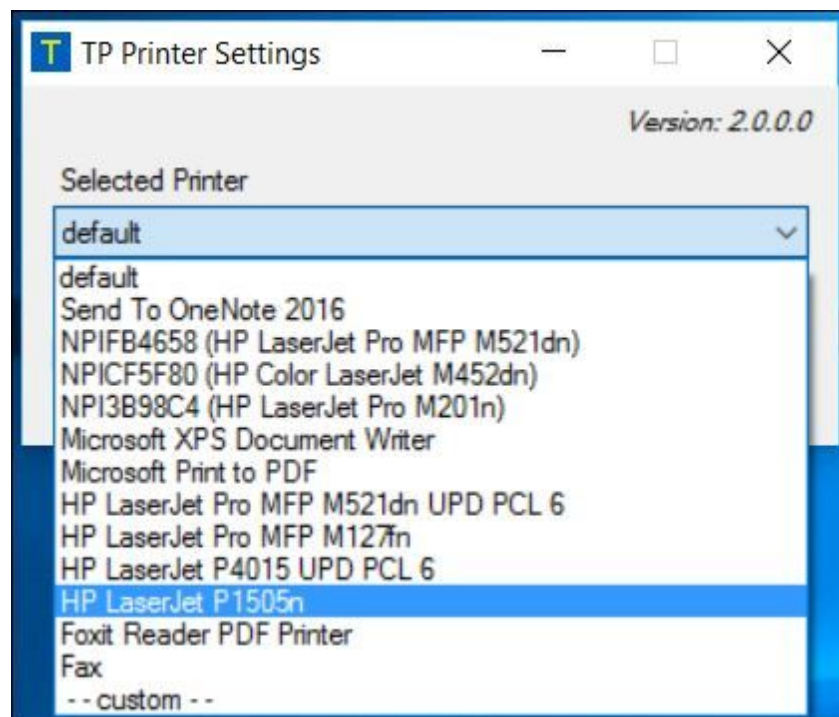 T TP Printer Settings
Version: 2.0.0.0
Selected Printer
default
default
Send To OneNote 2016
NPIFB4658 (HP LaserJet Pro MFP M521dn)
NPICF5F80 (HP Color LaserJet M452dn)
NPI3B98C4 (HP LaserJet Pro M201n)
Microsoft XPS Document Writer
Microsoft Print to PDF
HP LaserJet Pro MFP M521dn UPD PCL 6
HP LaserJet Pro MFP M127fn
HP LaserJet P4015 UPD PCL 6
HP LaserJet P1505n
Foxit Reader PDF Printer
Fax
-- custom --